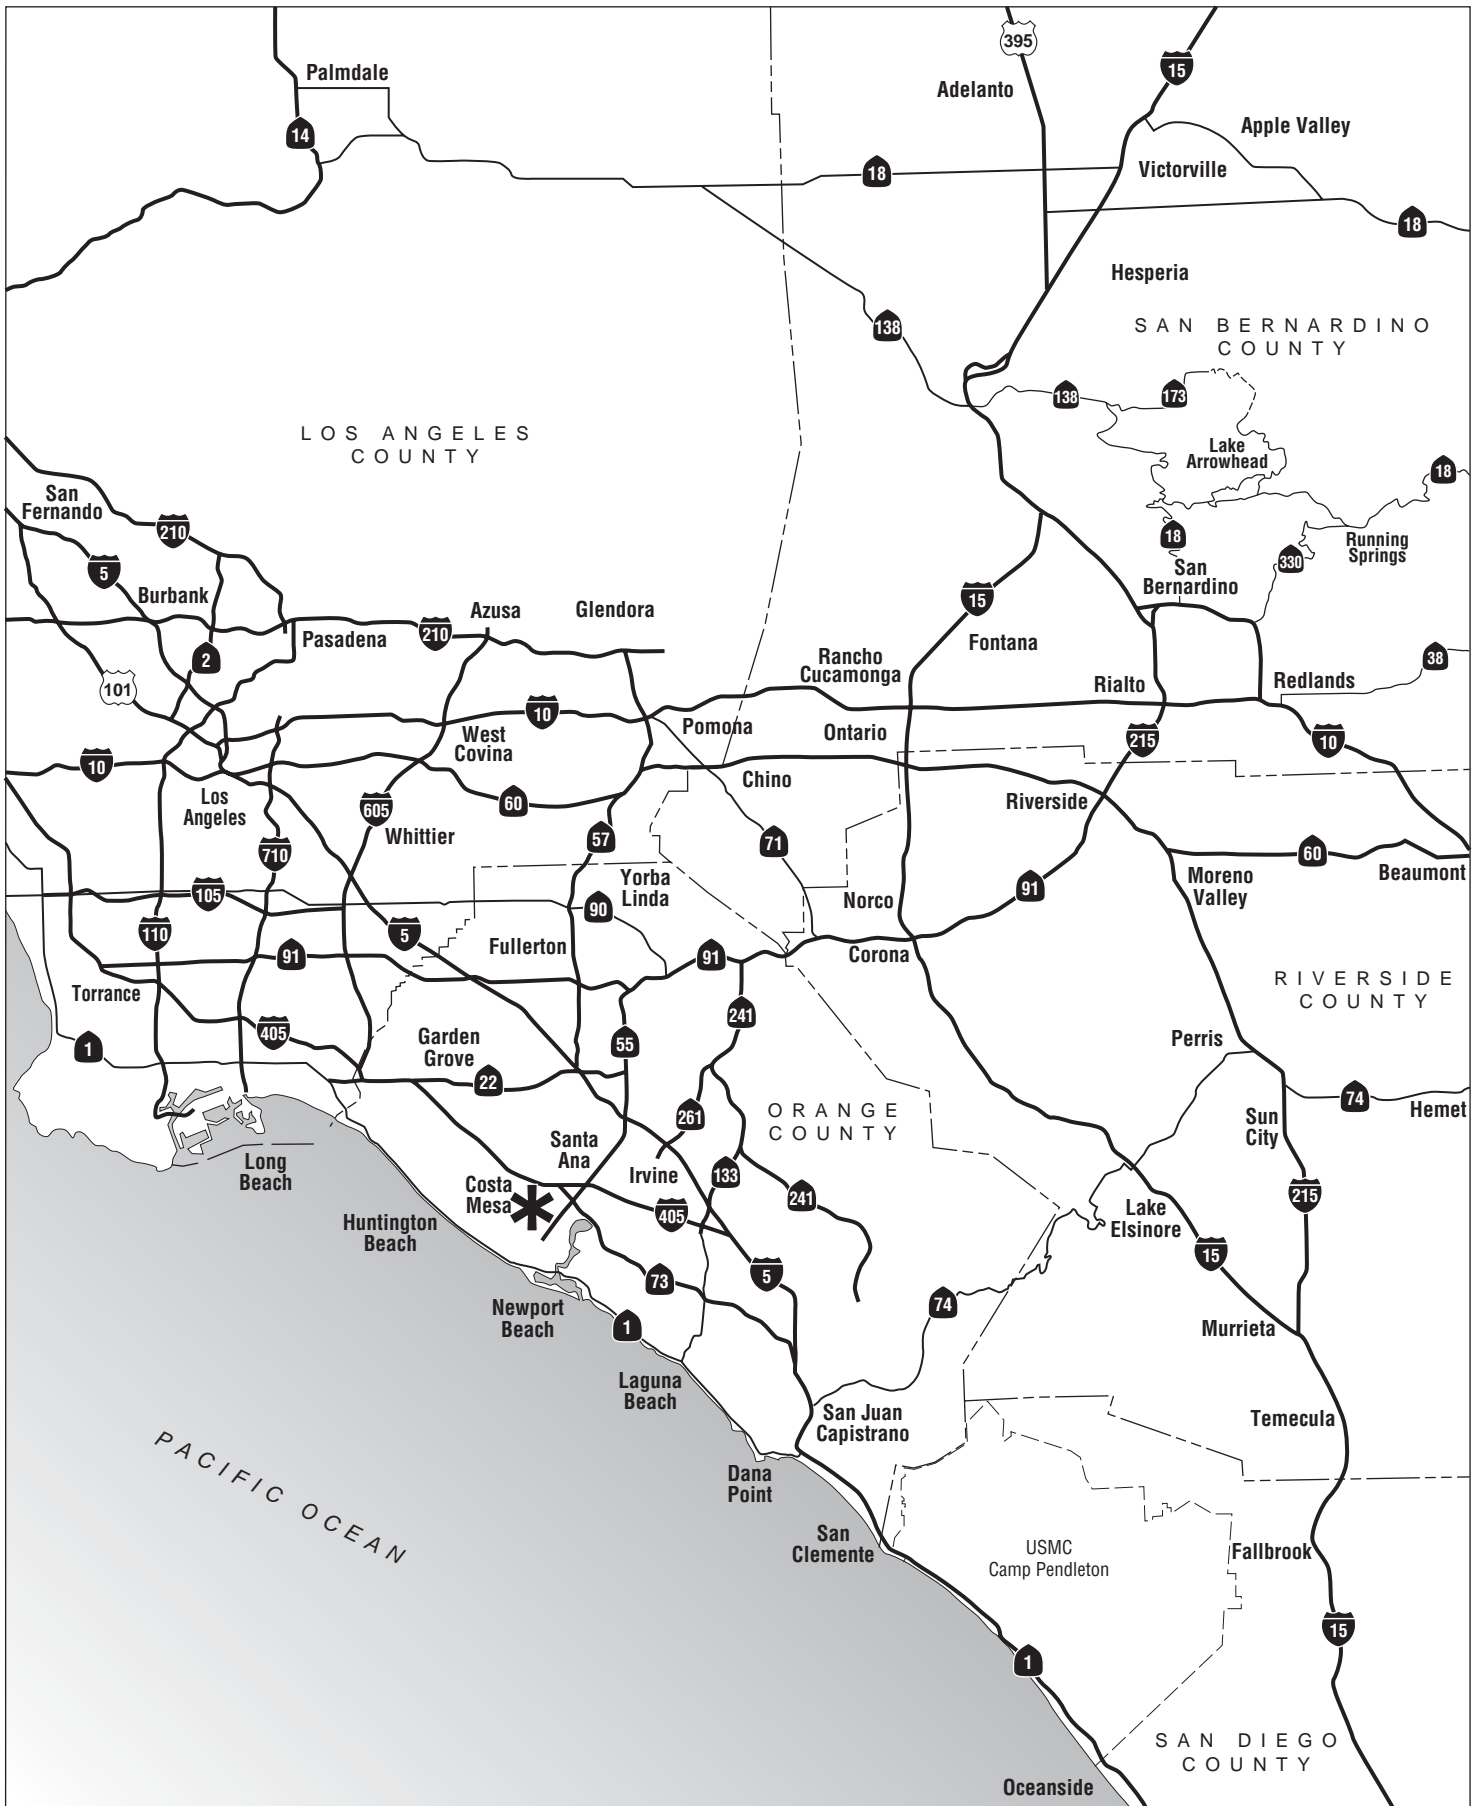 395
15
Palmdale
Adelanto
14
Apple Valley
Victorville
18
18
Hesperia
138
SAN BERNARDINO
COUNTY
138
173
LOS ANGELES
COUNTY
Lake
Arrowhead
18
San
Fernando
210
18
Running
Springs
330
5
San
Bernardino
Burbank
15
Azusa
Glendora
210
Pasadena
Fontana
2
Rancho
Cucamonga
38
101
Rialto
Redlands
10
West
Covina
Pomona
Ontario
215
10
10
Chino
Los
Angeles
605
60
Riverside
Whittier
57
71
710
60
Moreno
Valley
Beaumont
Yorba
Linda
105
90
Norco
91
110
5
Fullerton
91
91
Corona
Torrance
RIVERSIDE
COUNTY
241
405
Garden
Grove
55
Perris
1
22
74
Hemet
261
ORANGE
COUNTY
Sun
City
Santa
Ana
Long
Beach
Irvine
133
Costa
Mesa
241
215
405
Lake
Elsinore
Huntington
Beach
15
73
5
74
Newport
Beach
1
Murrieta
Laguna
Beach
San Juan
Capistrano
Temecula
PACIFIC OCEAN
Dana
Point
San
Clemente
USMC
Camp Pendleton
Fallbrook
15
1
SAN DIEGO
COUNTY
Oceanside